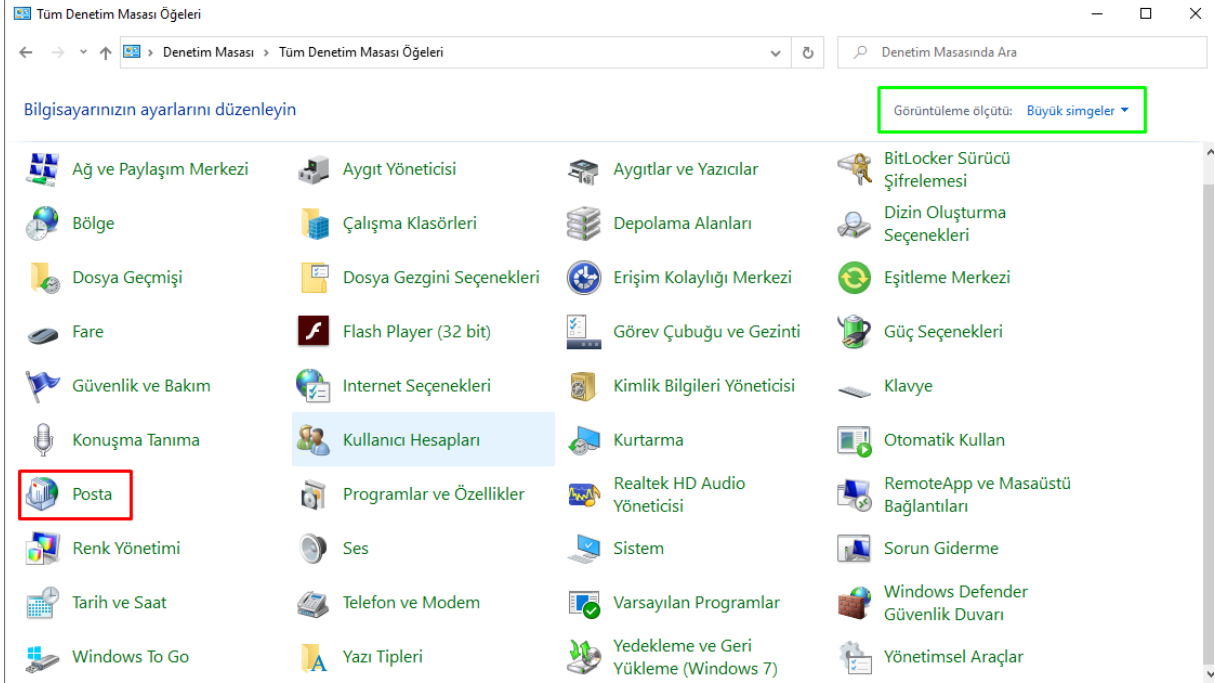 Tüm Denetim Masası Öğeleri
Denetim Masası > Tüm Denetim Masası Öğeleri
Denetim Masasında Ara
Bilgisayarınızın ayarlarını düzenleyin
Görüntüleme ölçütü: Büyük simgeler
Ağ ve Paylaşım Merkezi
Aygıt Yöneticisi
Aygıtlar ve Yazıcılar
BitLocker Sürücü
Şifrelemesi
Bölge
Çalışma Klasörleri
Depolama Alanları
Dizin Oluşturma
Seçenekleri
Dosya Geçmişi
Dosya Gezgini Seçenekleri
Erişim Kolaylığı Merkezi
Eşitleme Merkezi
Fare
Flash Player (32 bit)
Görev Çubuğu ve Gezinti
Güç Seçenekleri
Güvenlik ve Bakım
Internet Seçenekleri
Kimlik Bilgileri Yöneticisi
Klavye
Konuşma Tanıma
Kullanıcı Hesapları
Kurtarma
Otomatik Kullan
Posta
Programlar ve Özellikler
Realtek HD Audio
Yöneticisi
RemoteApp ve Masaüstü
Bağlantıları
Renk Yönetimi
Ses
Sistem
Sorun Giderme
Tarih ve Saat
Telefon ve Modem
Varsayılan Programlar
Windows Defender
Güvenlik Duvarı
Windows To Go
Yazı Tipleri
Yedekleme ve Geri
Yükleme (Windows 7)
Yönetimsel Araçlar